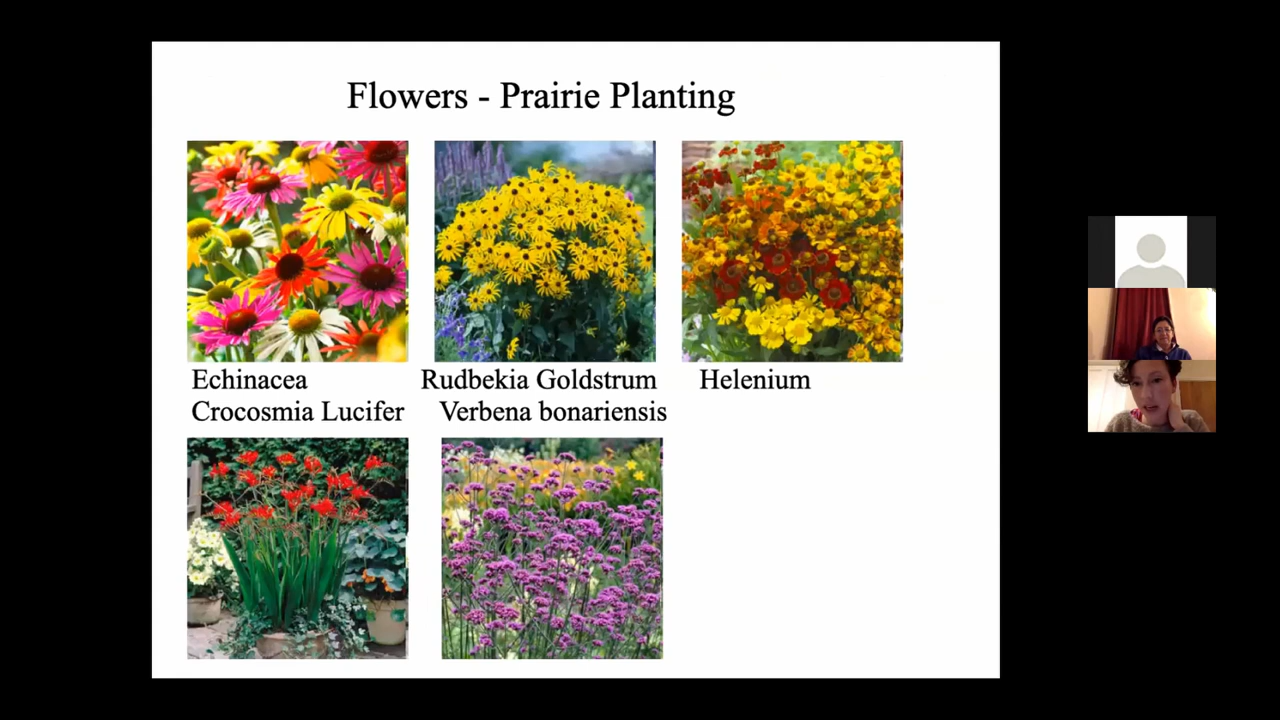 Flowers - Prairie Planting
Echinacea
Rudbekia Goldstrum
Helenium
Crocosmia Lucifer
Verbena bonariensis